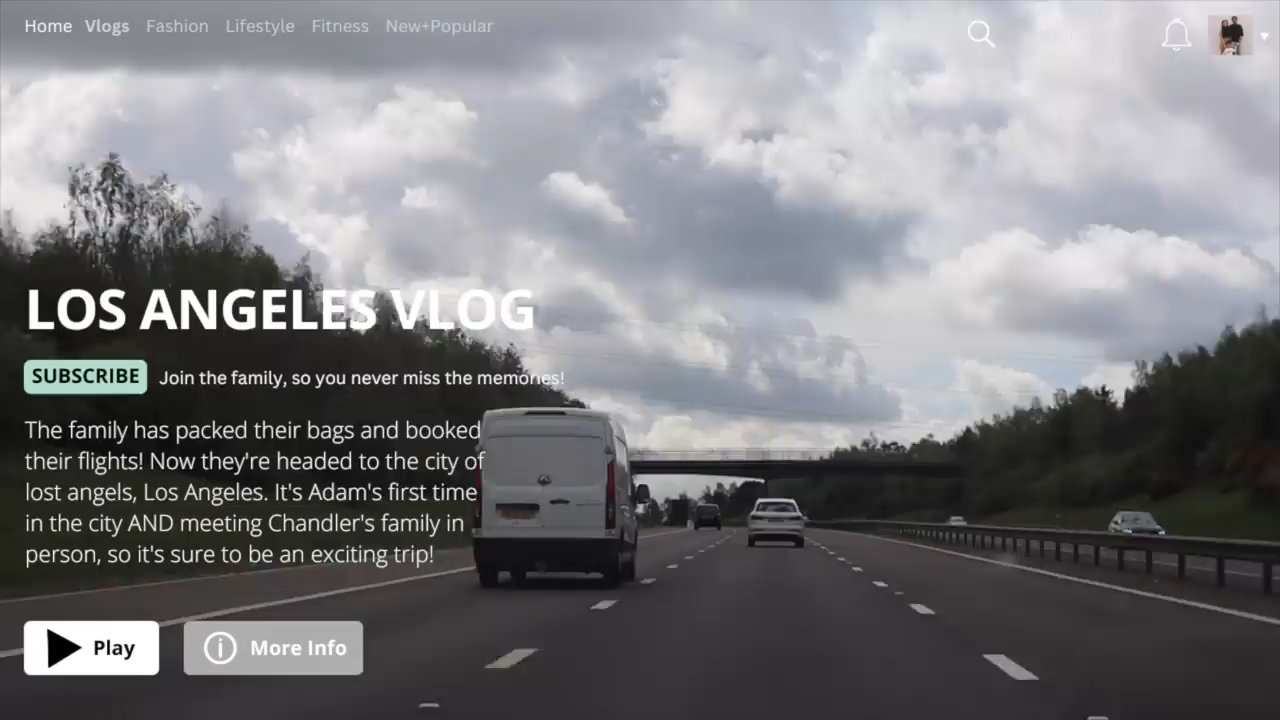 Home Vlogs Fashion Lifestyle Fitness New+Popular
LOS ANGELES VLOG
SUBSCRIBE Join the family, so you never miss the memories!
The family has packed their bags and booked
their flights! Now they're headed to the city of
lost angels, Los Angeles. It's Adam's first time
in the city AND meeting Chandler's family in
person, so it's sure to be an exciting trip!
Play More Info